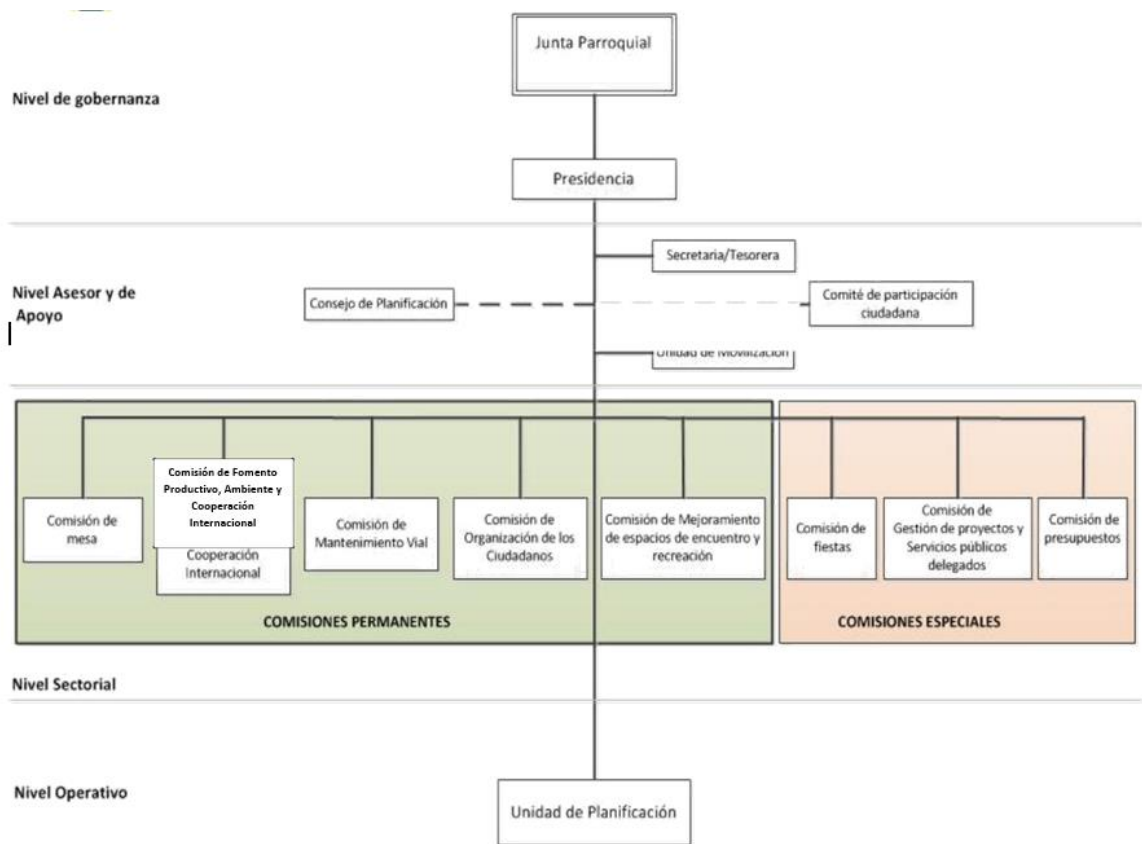 Junta Parroquial
Nivel de gobernanza
Presidencia
Secretaria/Tesorera
Nivel Asesor y de
Apoyo
Consejo de Planificación
Comité de participación
ciudadana
Unidad de Movilización
Comisión de
mesa
Comisión de Fomento
Productivo, Ambiente y
Cooperación
Internacional
Cooperación
Internacional
Comisión de
Mantenimiento Vial
Comisión de
Organización de los
Ciudadanos
Comisión de Mejoramiento
de espacios de encuentro y
recreación
Comisión de
fiestas
Comisión de
Gestión de proyectos y
Servicios públicos
delegados
Comisión de
presupuestos
COMISIONES PERMANENTES
COMISIONES ESPECIALES
Nivel Sectorial
Nivel Operativo
Unidad de Planificación